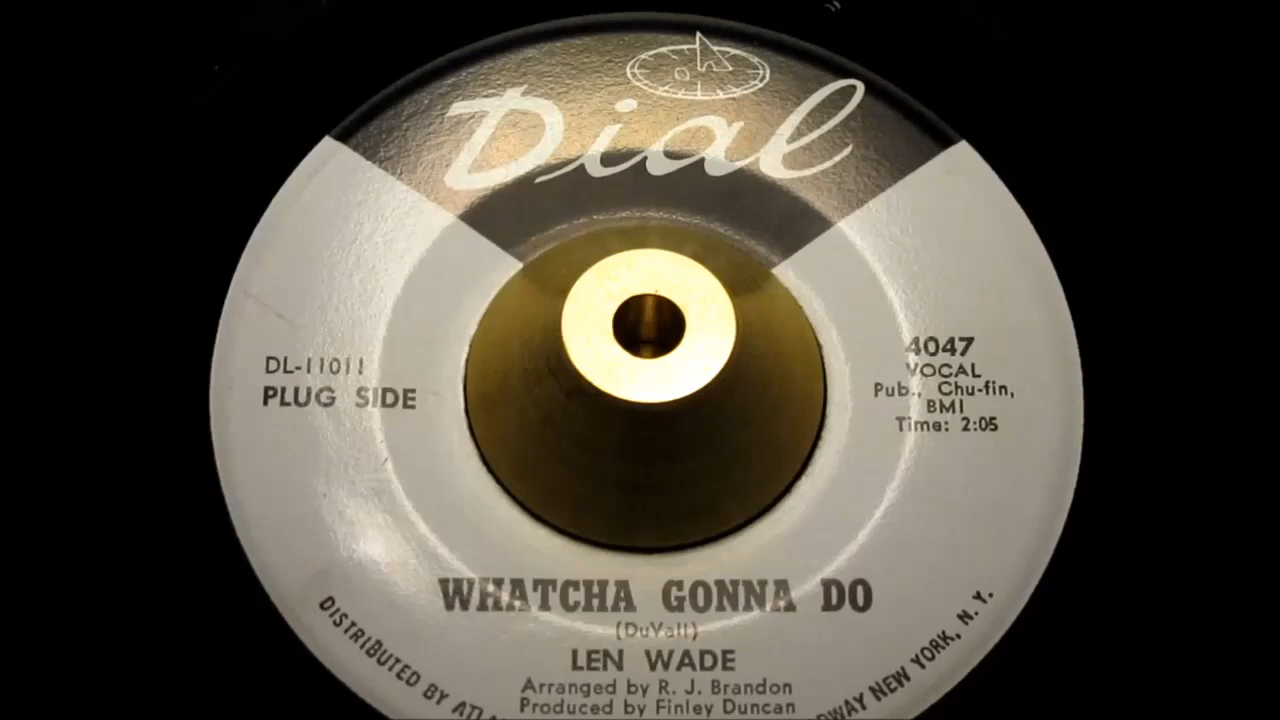 Dial
DL-11011
PLUG SIDE
4047
VOCAL
Pub., Chu-fin,
BMI
Time: 2:05
WHATCHA GONNA DO
(DuVall)
LEN WADE
Arranged by R. J. Brandon
Produced by Finley Duncan
DISTRIBUTED BY
NEW YORK, N. Y.